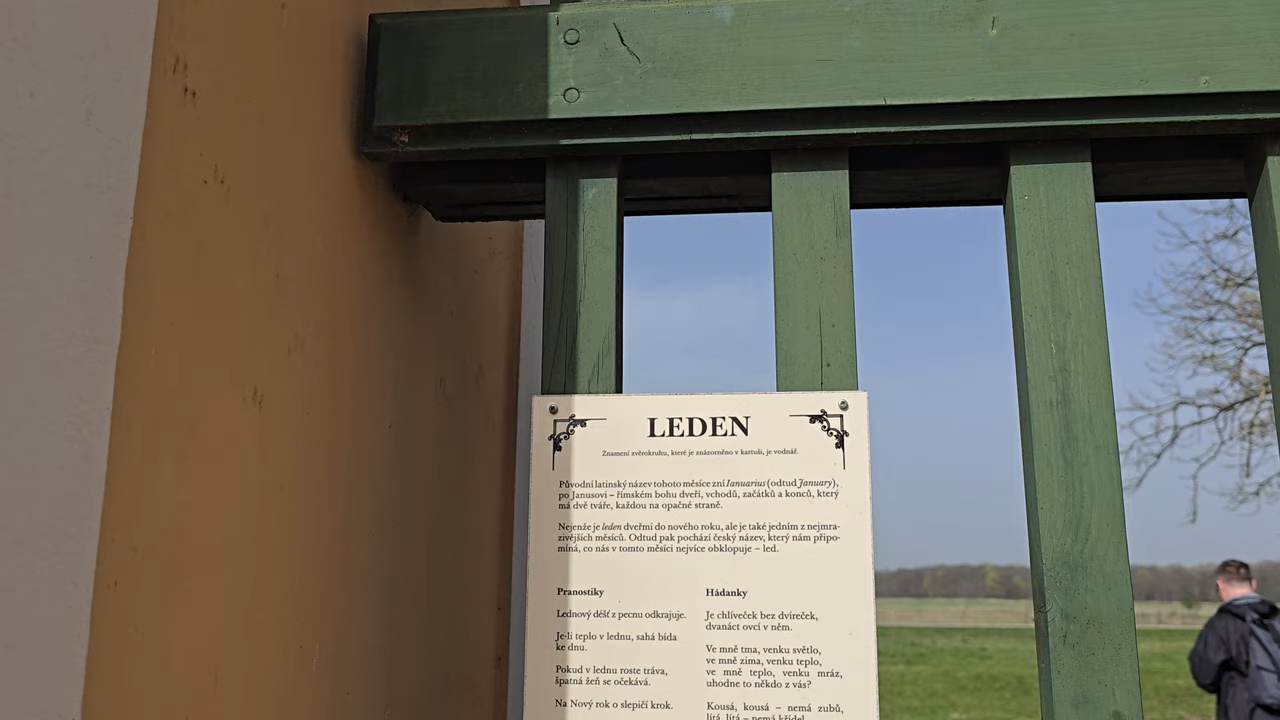 LEDEN
Znamení zvěrokruhu, které je znázorněno v kartuši, je vodnář.
Původní latinský název tohoto měsíce zní Ianuarius (odtud January),
po Janusovi – římském bohu dveří, vchodů, začátků a konců, který
má dvě tváře, každou na opačné straně.
Nejenže je leden dveřmi do nového roku, ale je také jedním z nejmra-
zivějších měsíců. Odtud pak pochází český název, který nám připo-
míná, co nás v tomto měsíci nejvíce obklopuje – led.
Pranostiky
Lednový déšť z pecnu odkrajuje.
Je-li teplo v lednu, sahá bída
ke dnu.
Pokud v lednu roste tráva,
špatná žeň se očekává.
Na Nový rok o slepičí krok.
Hádanky
Je chlíveček bez dvířeček,
dvanáct ovcí v něm.
Ve mně tma, venku světlo,
ve mně zima, venku teplo,
ve mně teplo, venku mráz,
uhodne to někdo z vás?
Kousá, kousá – nemá zubů,
lítá, lítá – nemá křídel